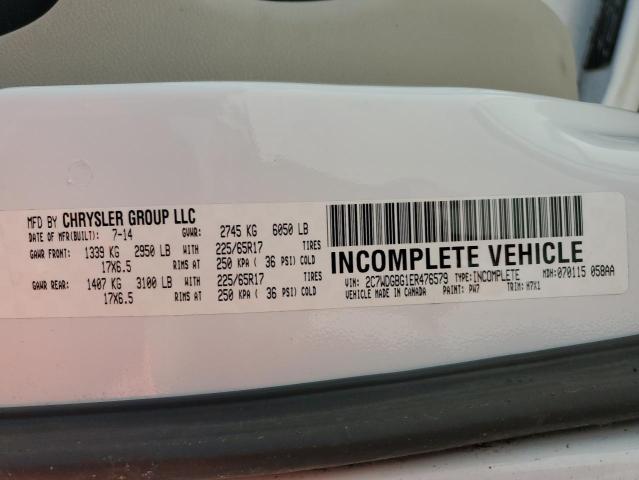 MFD BY CHRYSLER GROUP LLC
DATE OF MFR(BUILT): 7-14 GVWR: 2745 KG 6050 LB
GAWR FRONT: 1339 KG 2950 LB WITH 225/65R17 TIRES
17X6.5 RIMS AT 250 KPA ( 36 PSI) COLD
GAWR REAR: 1407 KG 3100 LB WITH 225/65R17 TIRES
17X6.5 RIMS AT 250 KPA ( 36 PSI) COLD
INCOMPLETE VEHICLE
VIN: 2C7WDGBG1ER476579 TYPE: INCOMPLETE MDH: 070115 058AA
VEHICLE MADE IN CANADA PAINT: PW7 TRIM: H7X1